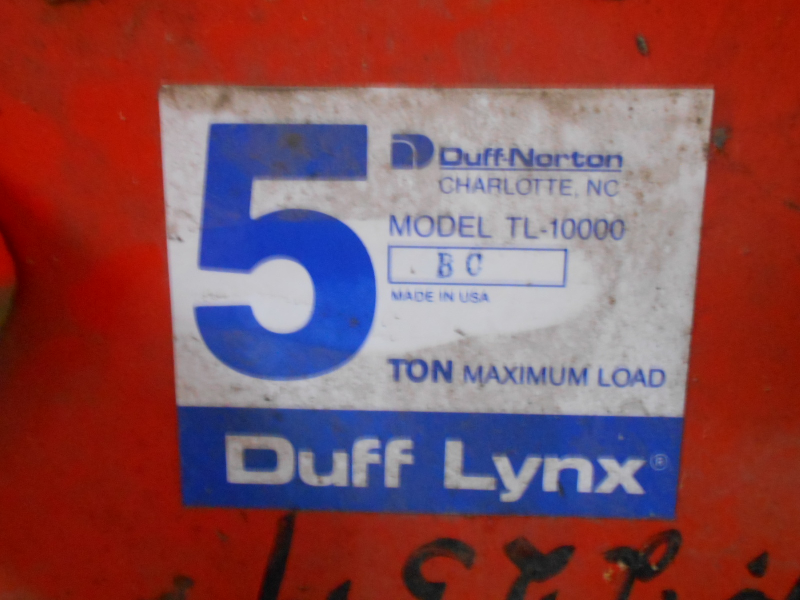 5
Duff-Norton
CHARLOTTE, NC
MODEL TL-10000
BC
MADE IN USA
TON MAXIMUM LOAD
Duff Lynx®